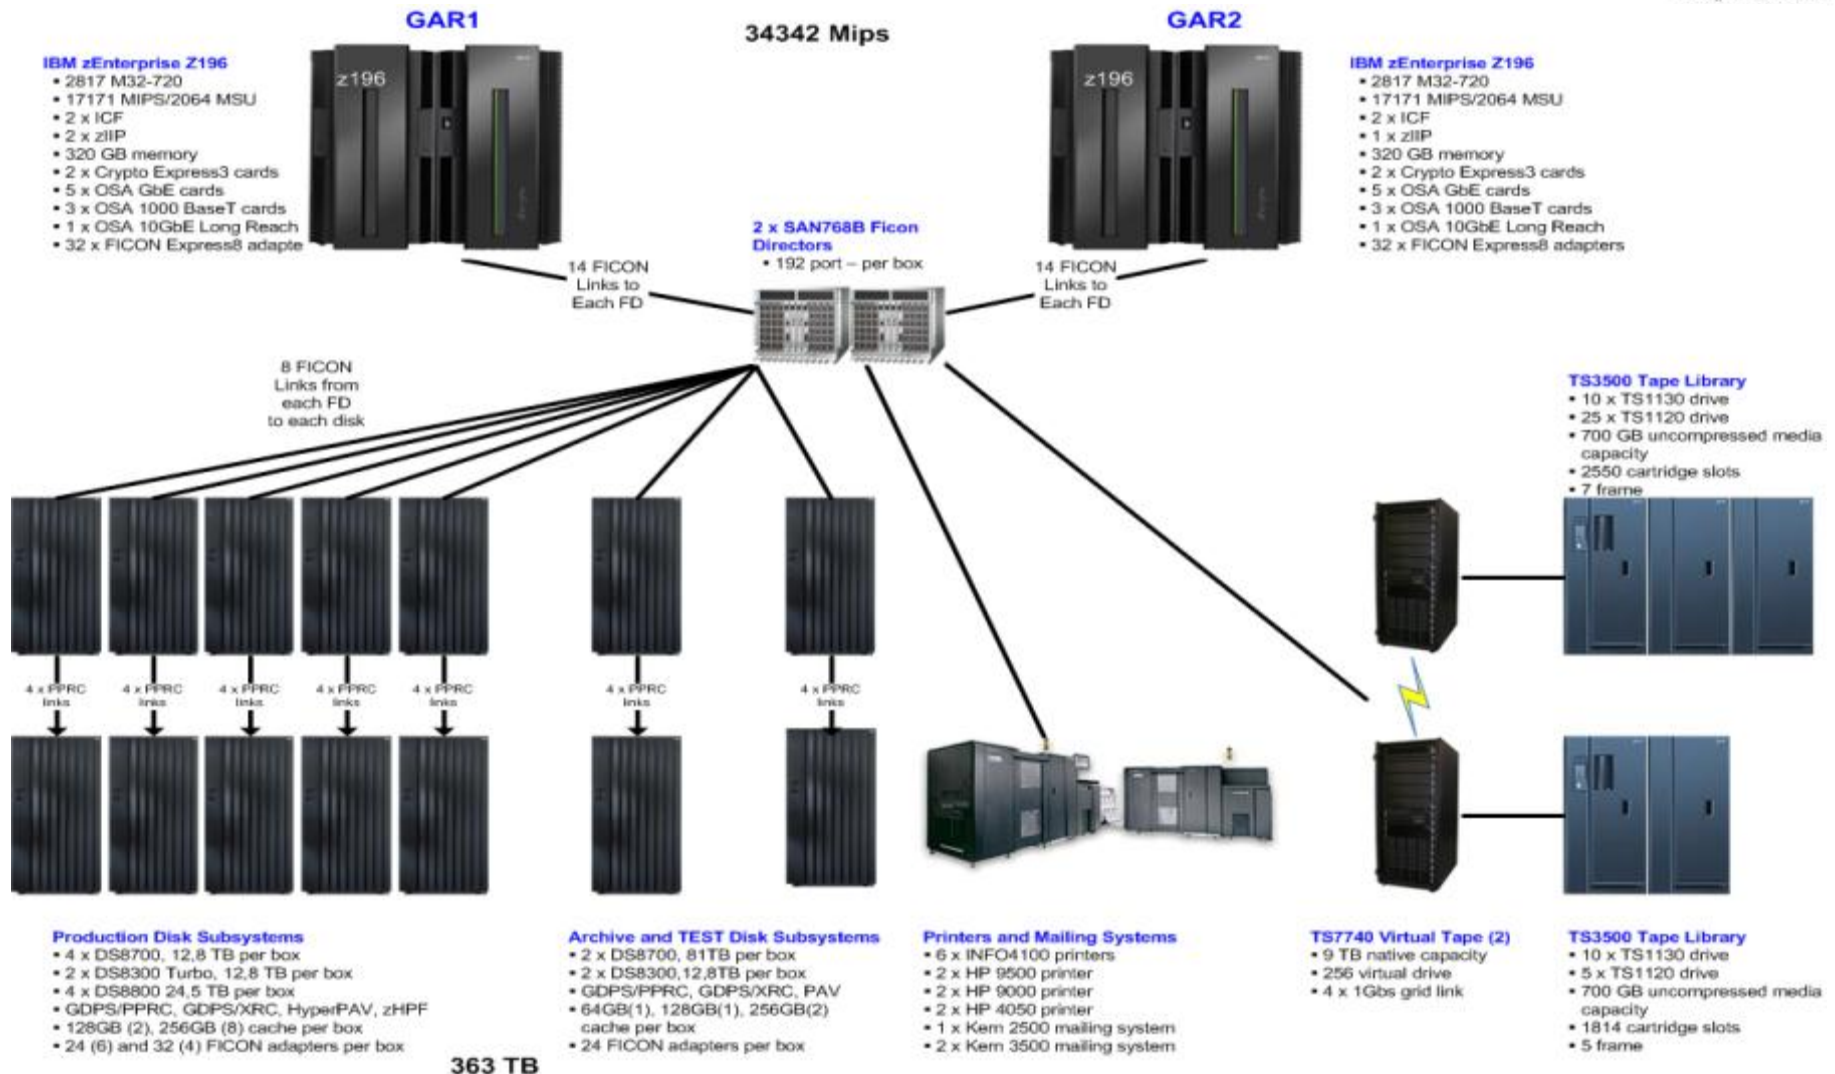 GAR1
34342 Mips
GAR2
IBM zEnterprise Z196
▪ 2817 M32-720
▪ 17171 MIPS/2064 MSU
▪ 2 x ICF
▪ 2 x zIIP
▪ 320 GB memory
▪ 2 x Crypto Express3 cards
▪ 5 x OSA GbE cards
▪ 3 x OSA 1000 BaseT cards
▪ 1 x OSA 10GbE Long Reach
▪ 32 x FICON Express8 adapte
z196
z196
IBM zEnterprise Z196
▪ 2817 M32-720
▪ 17171 MIPS/2064 MSU
▪ 2 x ICF
▪ 1 x zIIP
▪ 320 GB memory
▪ 2 x Crypto Express3 cards
▪ 5 x OSA GbE cards
▪ 3 x OSA 1000 BaseT cards
▪ 1 x OSA 10GbE Long Reach
▪ 32 x FICON Express8 adapters
2 x SAN768B Ficon
Directors
▪ 192 port – per box
14 FICON
Links to
Each FD
14 FICON
Links to
Each FD
8 FICON
Links from
each FD
to each disk
TS3500 Tape Library
▪ 10 x TS1130 drive
▪ 25 x TS1120 drive
▪ 700 GB uncompressed media
capacity
▪ 2550 cartridge slots
▪ 7 frame
4 x PPRC
links
4 x PPRC
links
4 x PPRC
links
4 x PPRC
links
4 x PPRC
links
4 x PPRC
links
4 x PPRC
links
Production Disk Subsystems
▪ 4 x DS8700, 12,8 TB per box
▪ 2 x DS8300 Turbo, 12,8 TB per box
▪ 4 x DS8800 24,5 TB per box
▪ GDPS/PPRC, GDPS/XRC, HyperPAV, zHPF
▪ 128GB (2), 256GB (8) cache per box
▪ 24 (6) and 32 (4) FICON adapters per box
363 TB
Archive and TEST Disk Subsystems
▪ 2 x DS8700, 81TB per box
▪ 2 x DS8300,12,8TB per box
▪ GDPS/PPRC, GDPS/XRC, PAV
▪ 64GB(1), 128GB(1), 256GB(2)
cache per box
▪ 24 FICON adapters per box
Printers and Mailing Systems
▪ 6 x INFO4100 printers
▪ 2 x HP 9500 printer
▪ 2 x HP 9000 printer
▪ 2 x HP 4050 printer
▪ 1 x Kern 2500 mailing system
▪ 2 x Kern 3500 mailing system
TS7740 Virtual Tape (2)
▪ 9 TB native capacity
▪ 256 virtual drive
▪ 4 x 1Gbs grid link
TS3500 Tape Library
▪ 10 x TS1130 drive
▪ 5 x TS1120 drive
▪ 700 GB uncompressed media
capacity
▪ 1814 cartridge slots
▪ 5 frame